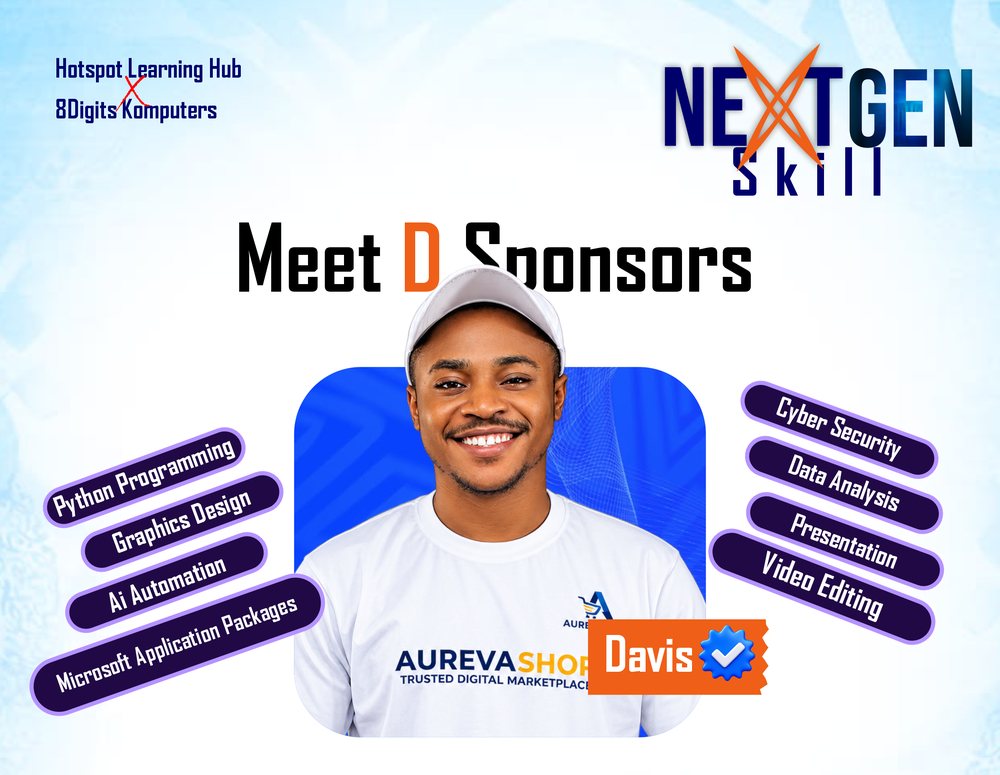 Hotspot Learning Hub
X
8Digits Komputers
NEXTGEN
Skill
Meet D Sponsors
Python Programming
Graphics Design
Ai Automation
Microsoft Application Packages
Cyber Security
Data Analysis
Presentation
Video Editing
A
AURE
AUREVASHOP
TRUSTED DIGITAL MARKETPLACE
Davis